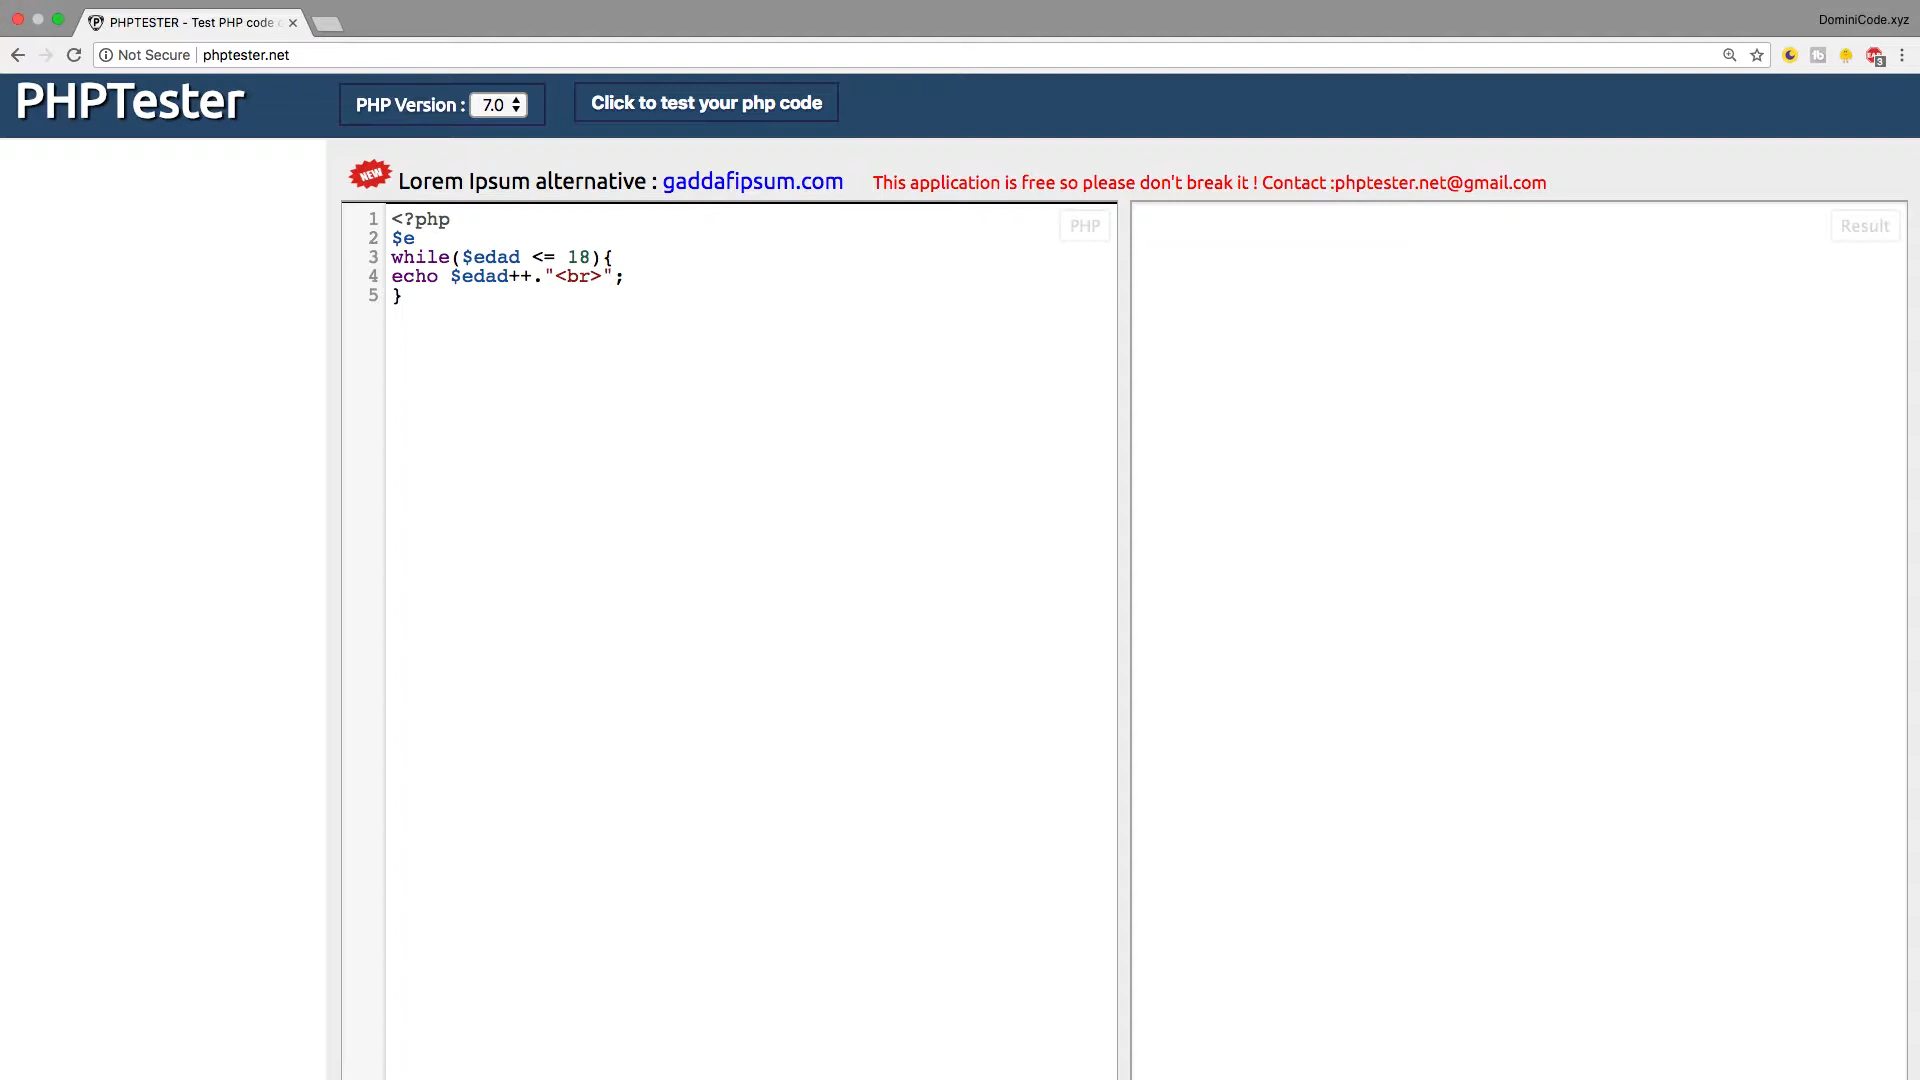 DominiCode.xyz
PHPTESTER - Test PHP code
Not Secure phptester.net
3
PHPTester
PHP Version : 7.0
Click to test your php code
NEW
Lorem Ipsum alternative : gaddafipsum.com
This application is free so please don't break it ! Contact :phptester.net@gmail.com
PHP
Result
1 <?php
2 $e
3 while($edad <= 18){
4 echo $edad++."<br>";
5 }